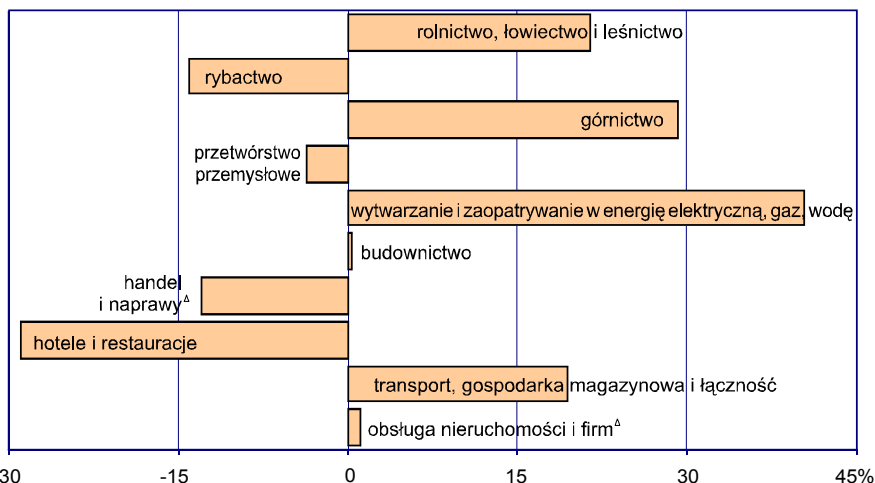 rolnictwo, łowiectwo i leśnictwo
rybactwo
górnictwo
przetwórstwo
przemysłowe
wytwarzanie i zaopatrywanie w energię elektryczną, gaz, wodę
budownictwo
handel
i naprawy^Δ
hotele i restauracje
transport, gospodarka magazynowa i łączność
obsługa nieruchomości i firm^Δ
30 -15 0 15 30 45%